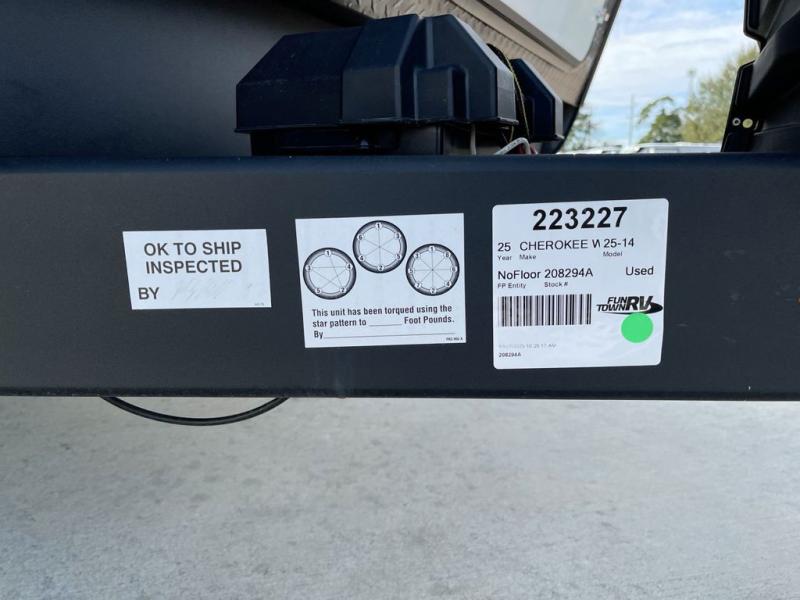 OK TO SHIP
INSPECTED
BY
This unit has been torqued using the
star pattern to ______ Foot Pounds.
By
223227
25 CHEROKEE W 25-14
Year Make Model
NoFloor 208294A Used
FP Entity Stock #
FUN
TOWN RV
208294A